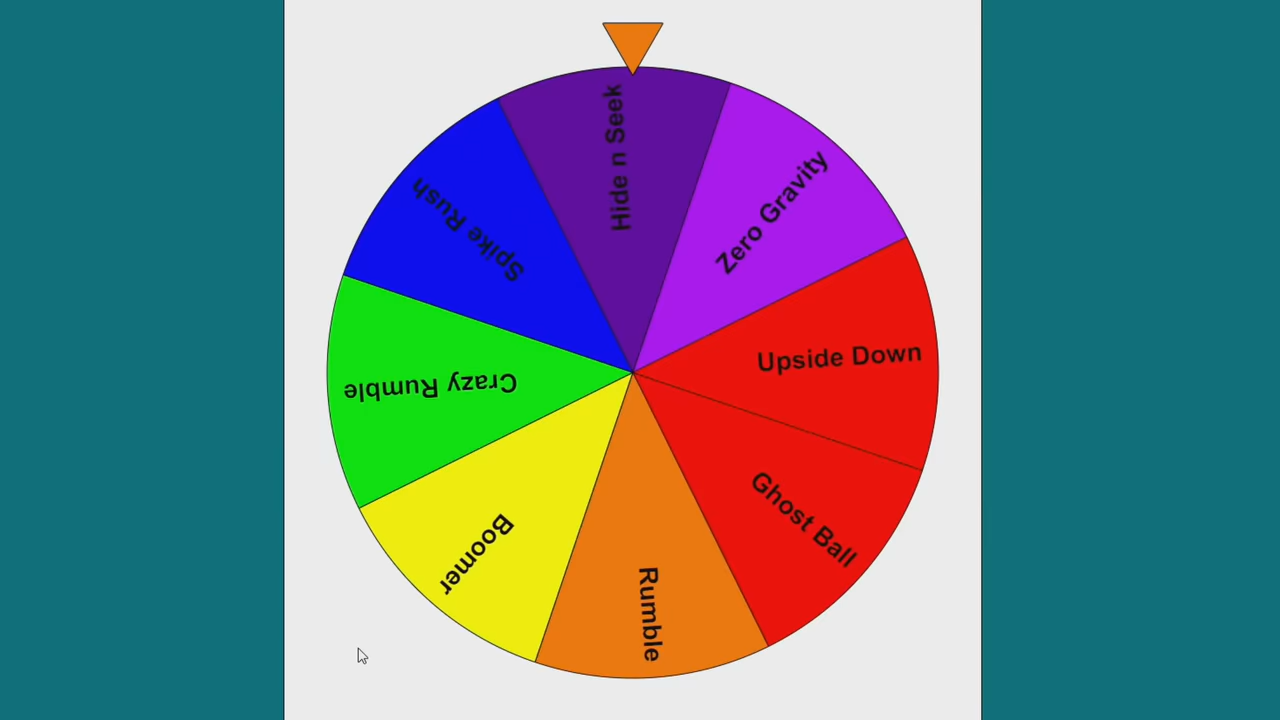 Hide n Seek
Zero Gravity
Upside Down
Ghost Ball
Rumble
Boomer
Crazy Rumble
Spike Rush